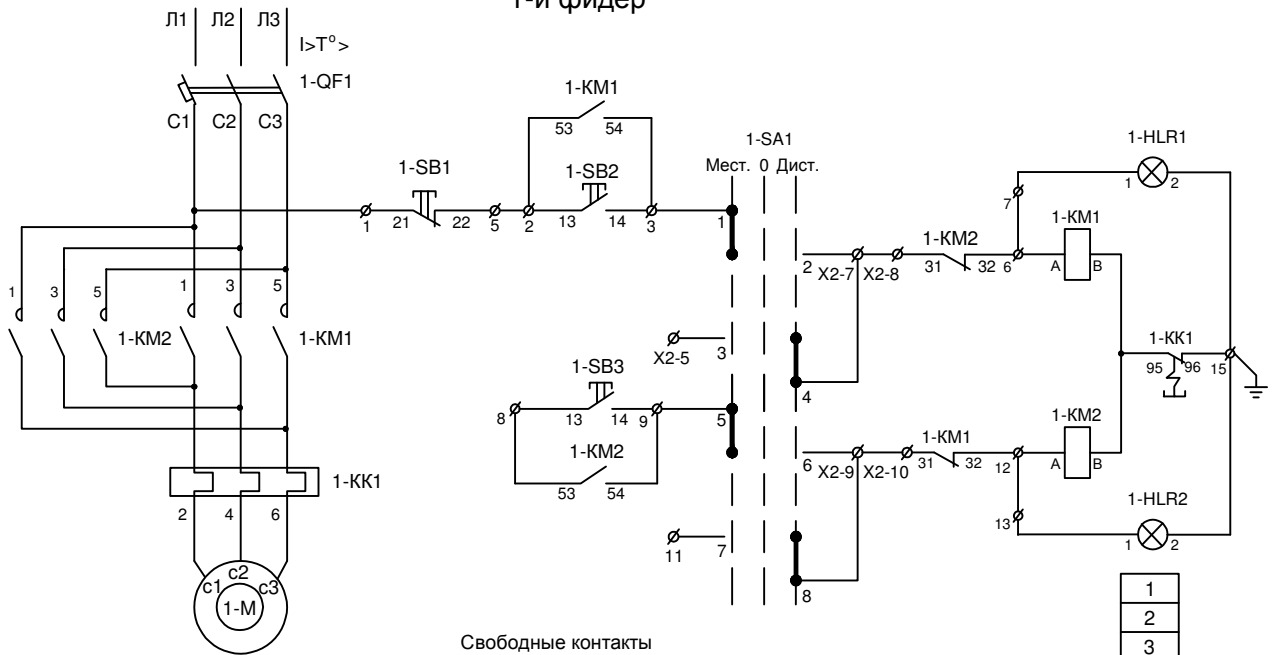 1-й фидер
Л1 Л2 Л3
I>T°>
1-QF1
C1 C2 C3
1-KM1
53 54
1-SB1
1-SB2
1-SA1
Мест. 0 Дист.
1-HLR1
1 2
1 21 22 5 2 13 14 3 1
7
1-KM2
1-KM1
2 X2-7 X2-8 31 32 6 A B
1 3 5 1 3 5
1-KM2 1-KM1
X2-5 3
1-KK1
95 96 15
1-SB3
4
8 13 14 9 5
1-KM2
53 54
1-KM1
1-KM2
6 X2-9 X2-10 31 32 12 A B
1-KK1
2 4 6
1-HLR2
13 1 2
11 7
8
c1 c2 c3
1-M
1
2
3
Свободные контакты